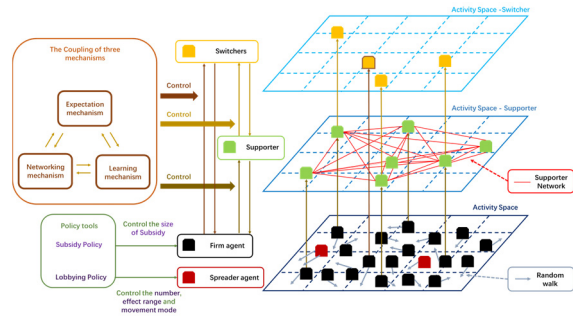 The Coupling of three
mechanisms
Expectation
mechanism
Networking
mechanism
Learning
mechanism
Policy tools
Subsidy Policy
Lobbying Policy
Control
Control
Control
Control the size
of Subsidy
Control the number,
effect range and
movement mode
Switchers
Supporter
Firm agent
Spreader agent
Activity Space -Switcher
Activity Space - Supporter
Supporter
Network
Activity Space
Random
walk